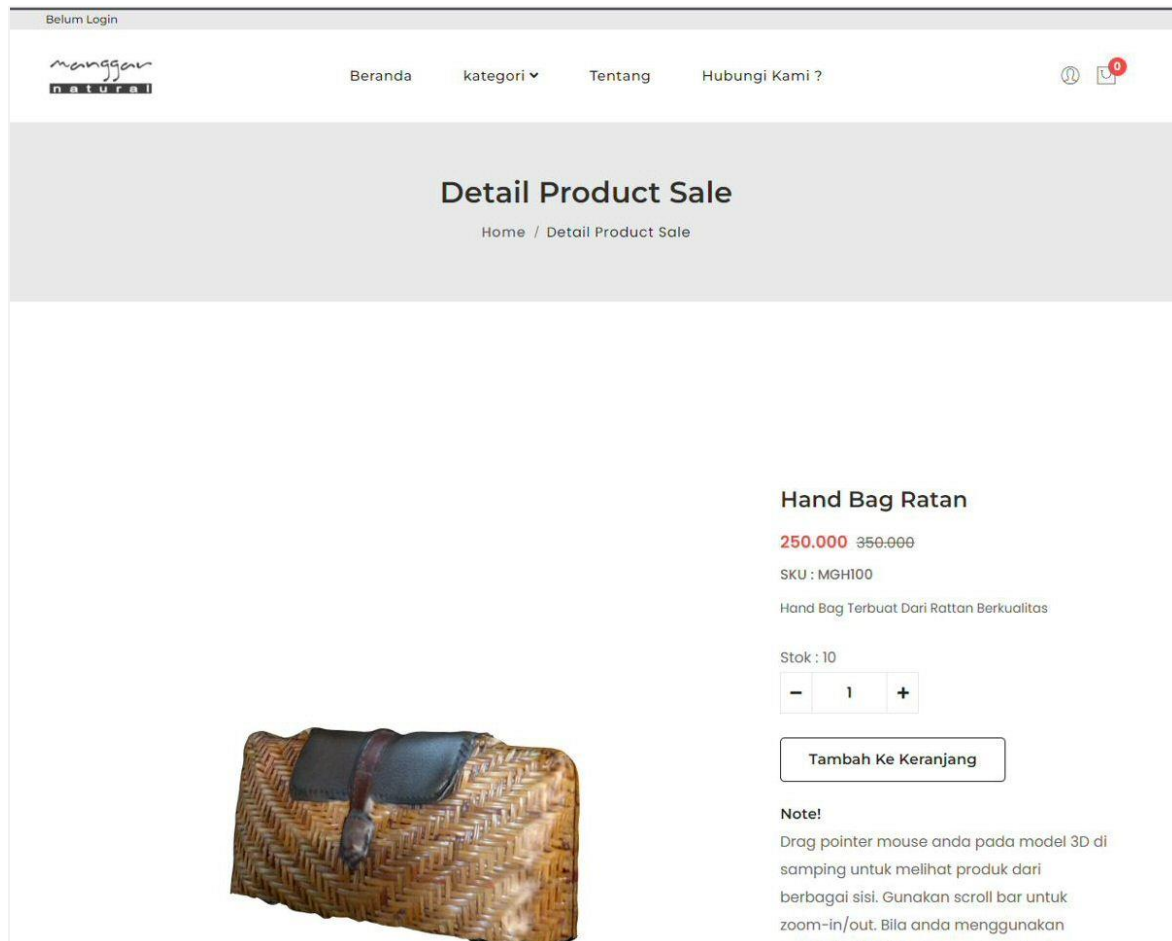 Belum Login
manggar
natural
Beranda kategori Tentang Hubungi Kami ?
0
Detail Product Sale
Home / Detail Product Sale
Hand Bag Ratan
250.000 350.000
SKU : MGH100
Hand Bag Terbuat Dari Rattan Berkualitas
Stok : 10
- 1 +
Tambah Ke Keranjang
Note!
Drag pointer mouse anda pada model 3D di
samping untuk melihat produk dari
berbagai sisi. Gunakan scroll bar untuk
zoom-in/out. Bila anda menggunakan